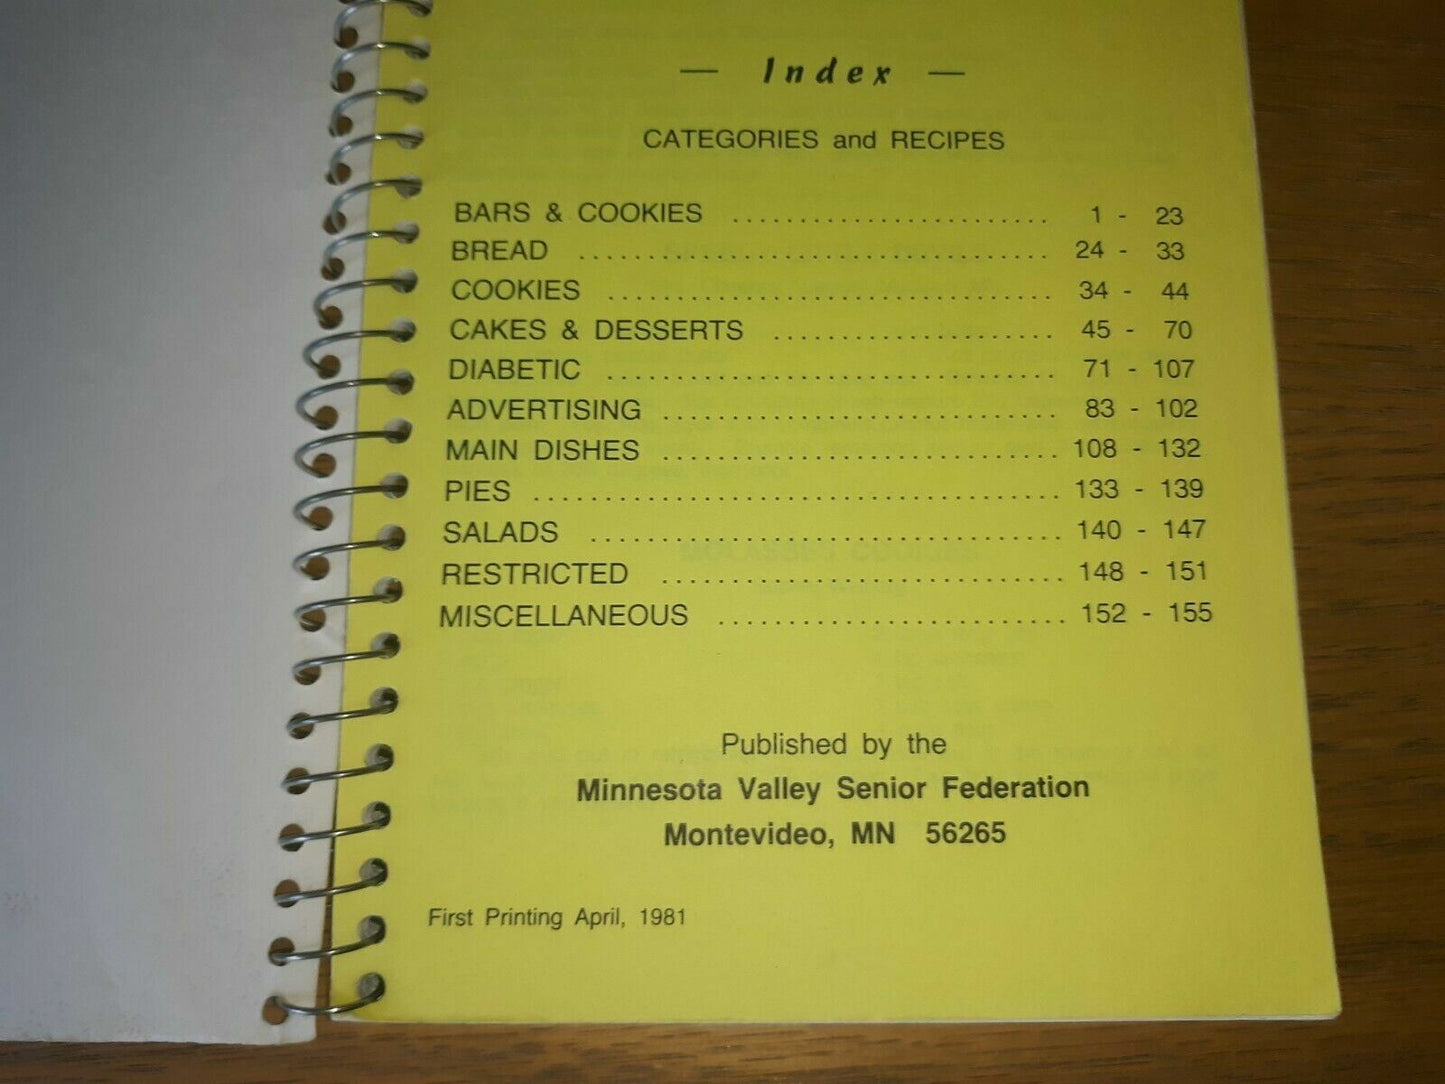 — Index —
CATEGORIES and RECIPES
BARS & COOKIES ........................ 1 - 23
BREAD ................................... 24 - 33
COOKIES ................................. 34 - 44
CAKES & DESSERTS ..................... 45 - 70
DIABETIC ................................. 71 - 107
ADVERTISING ............................. 83 - 102
MAIN DISHES ............................. 108 - 132
PIES ....................................... 133 - 139
SALADS ................................... 140 - 147
RESTRICTED .............................. 148 - 151
MISCELLANEOUS .......................... 152 - 155
Published by the
Minnesota Valley Senior Federation
Montevideo, MN 56265
First Printing April, 1981